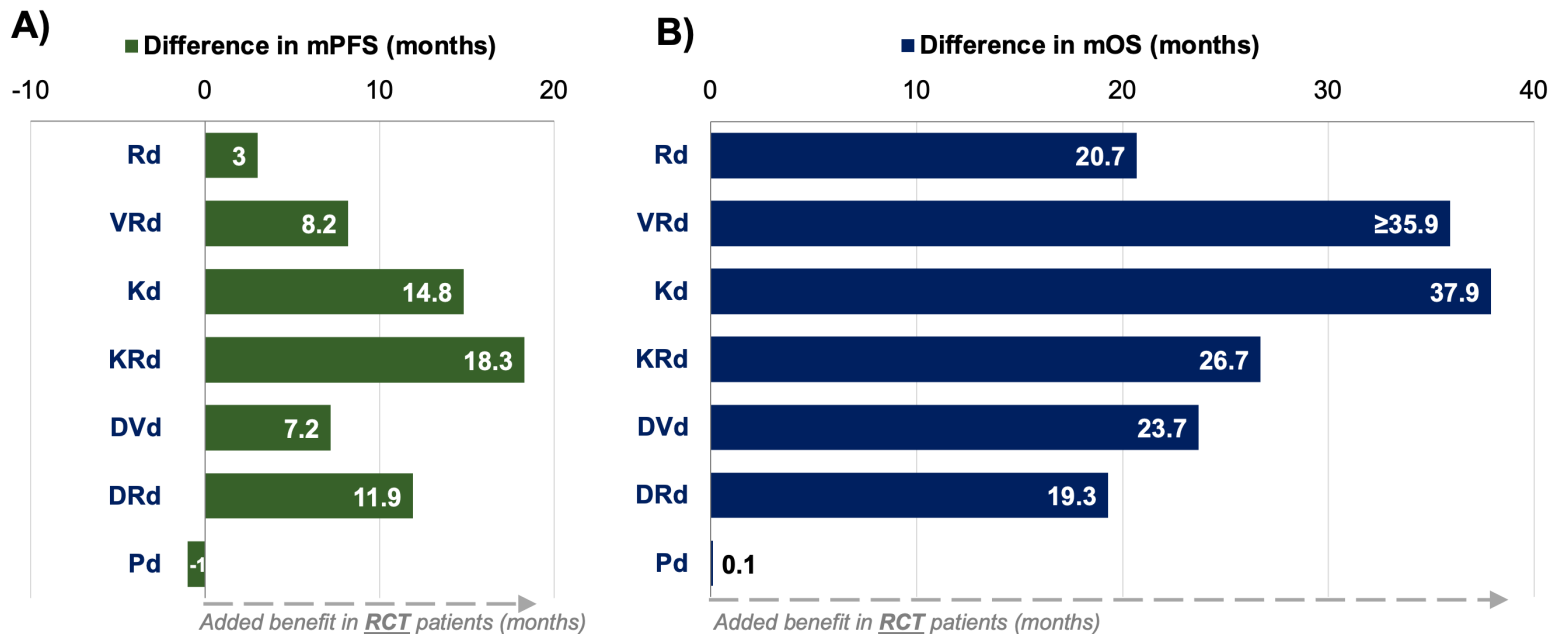 A)
Difference in mPFS (months)
-10 0 10 20
Rd 3
VRd 8.2
Kd 14.8
KRd 18.3
DVd 7.2
DRd 11.9
Pd -1
Added benefit in RCT patients (months)
B)
Difference in mOS (months)
0 10 20 30 40
Rd 20.7
VRd ≥35.9
Kd 37.9
KRd 26.7
DVd 23.7
DRd 19.3
Pd 0.1
Added benefit in RCT patients (months)